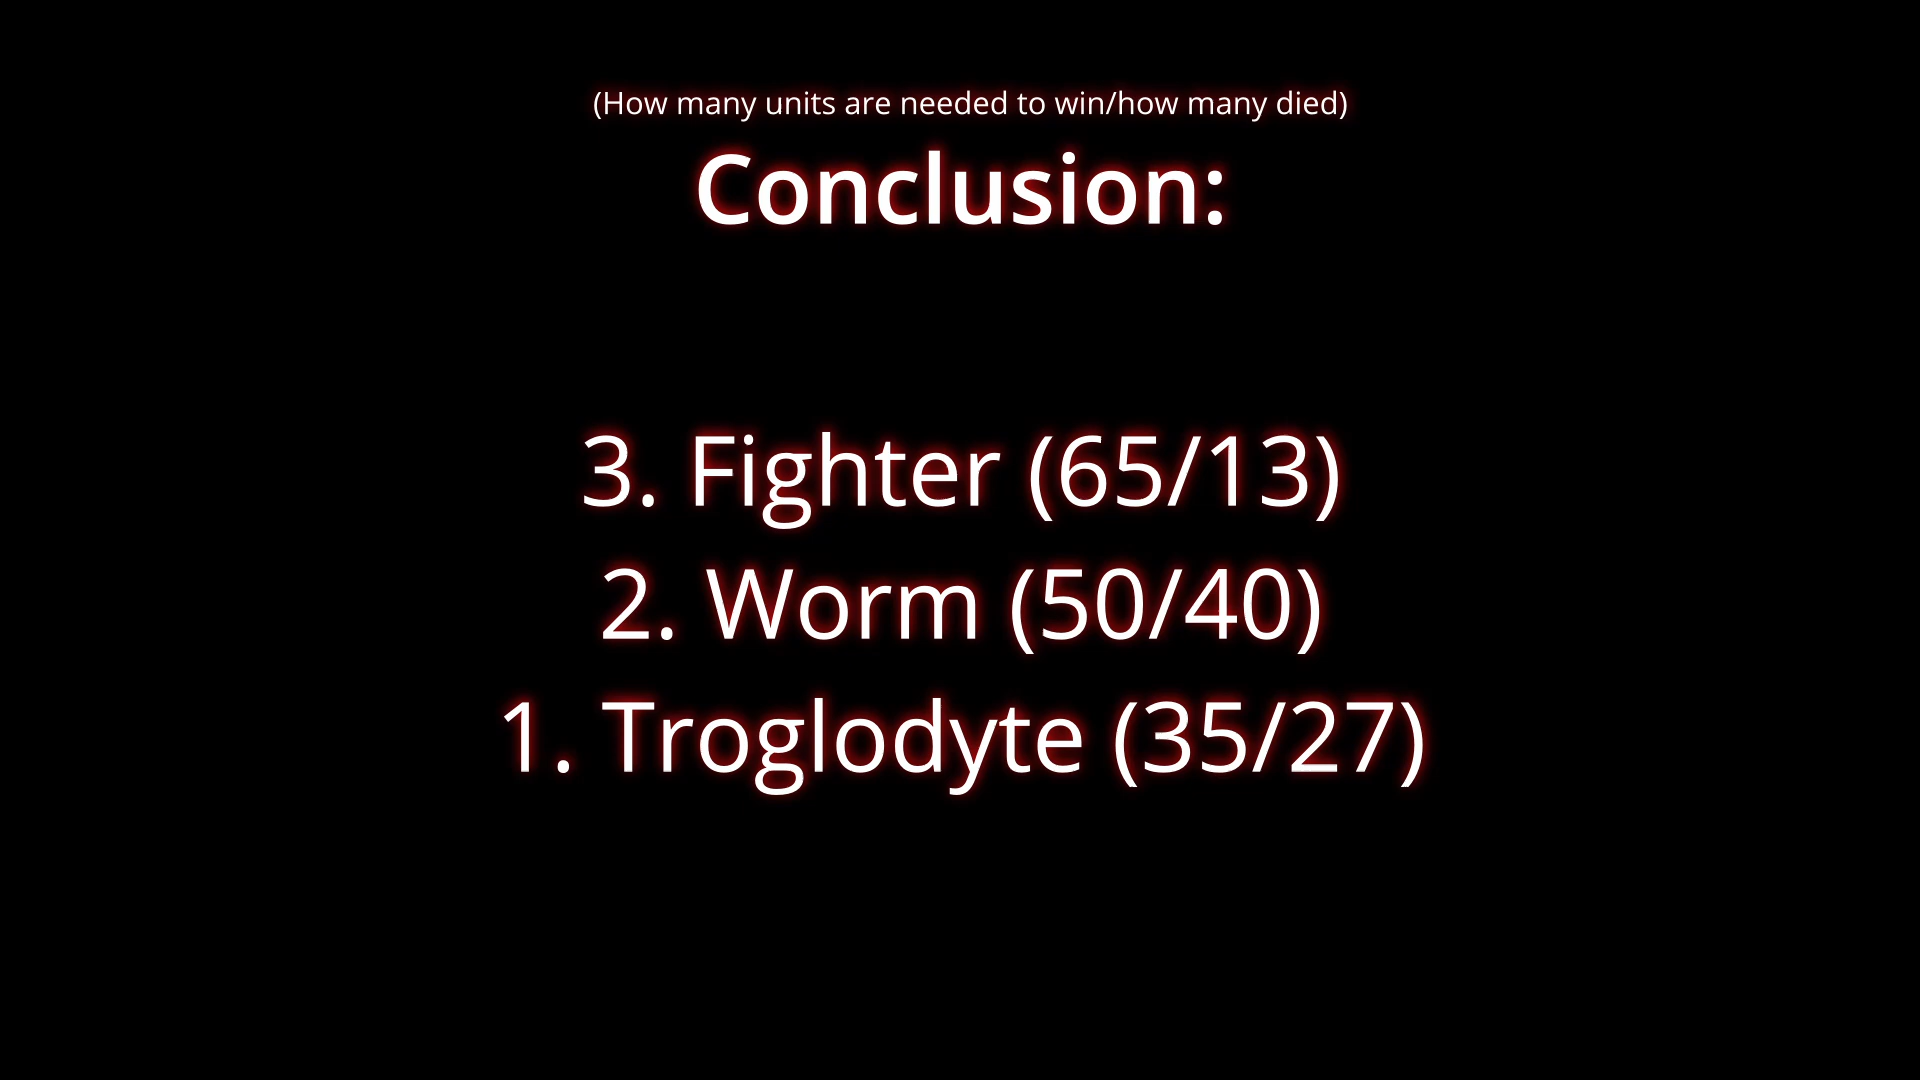 (How many units are needed to win/how many died)
Conclusion:
3. Fighter (65/13)
2. Worm (50/40)
1. Troglodyte (35/27)